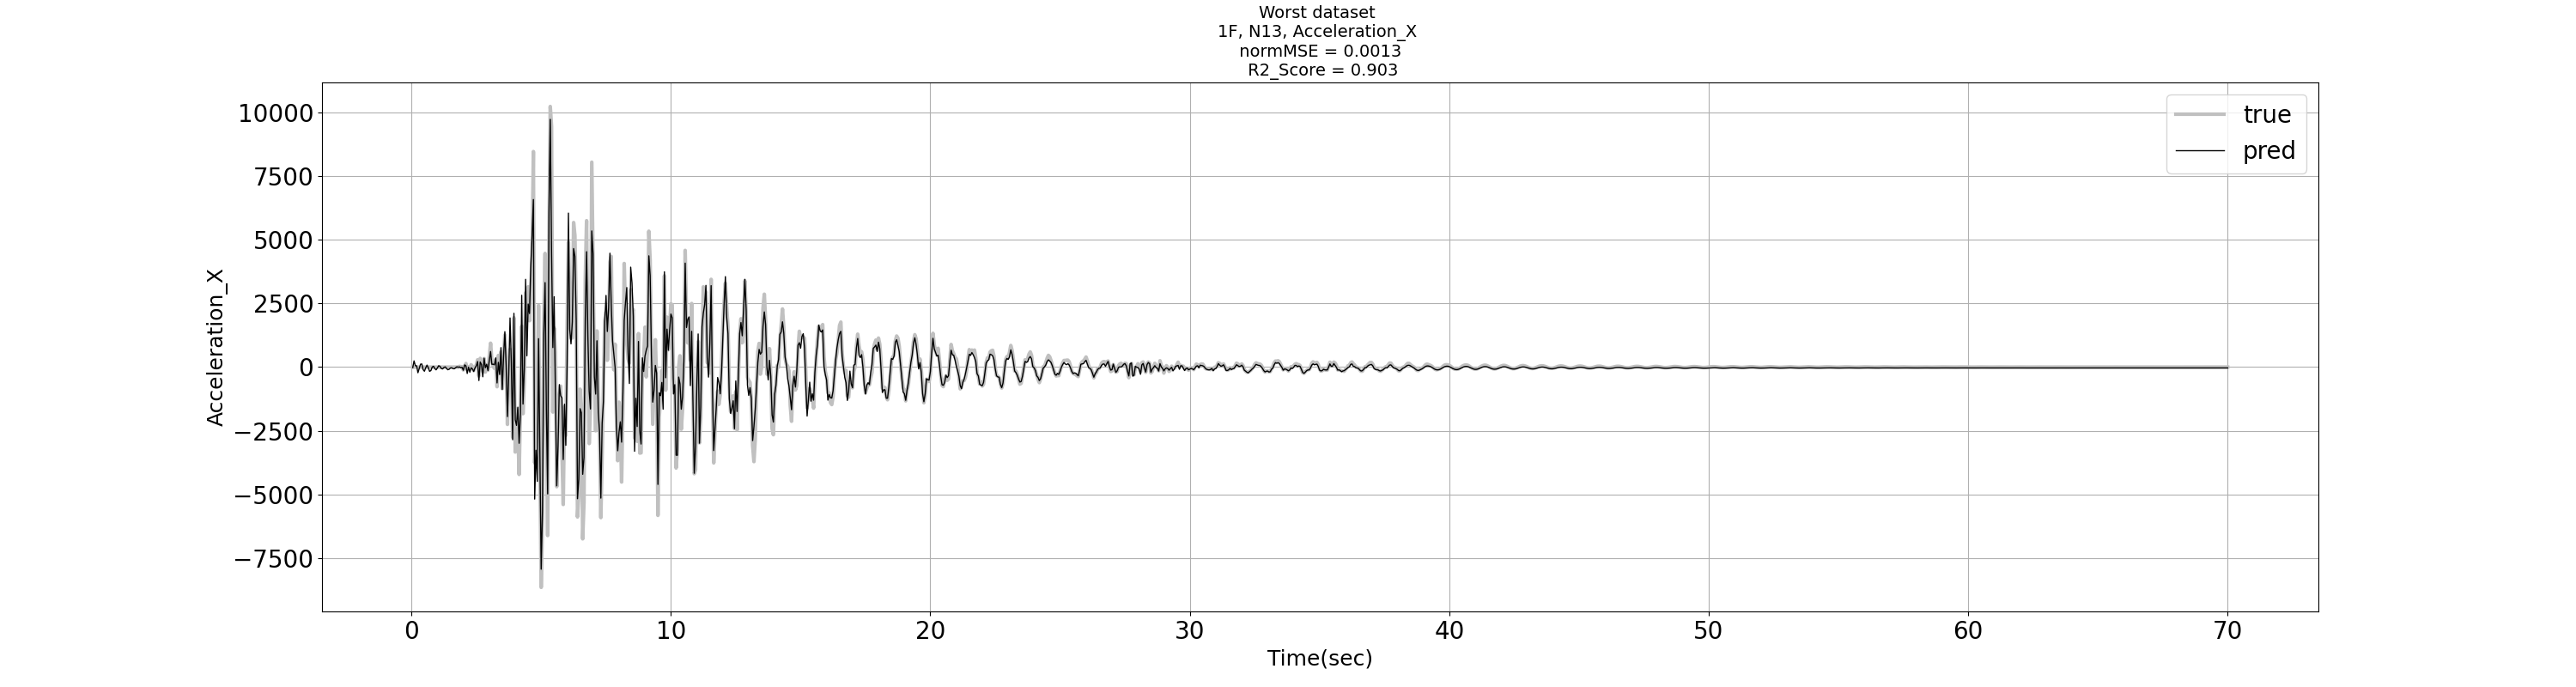 Worst dataset
1F, N13, Acceleration_X
normMSE = 0.0013
R2_Score = 0.903
10000
7500
5000
2500
0
−2500
−5000
−7500
Acceleration_X
true
pred
0 10 20 30 40 50 60 70
Time(sec)